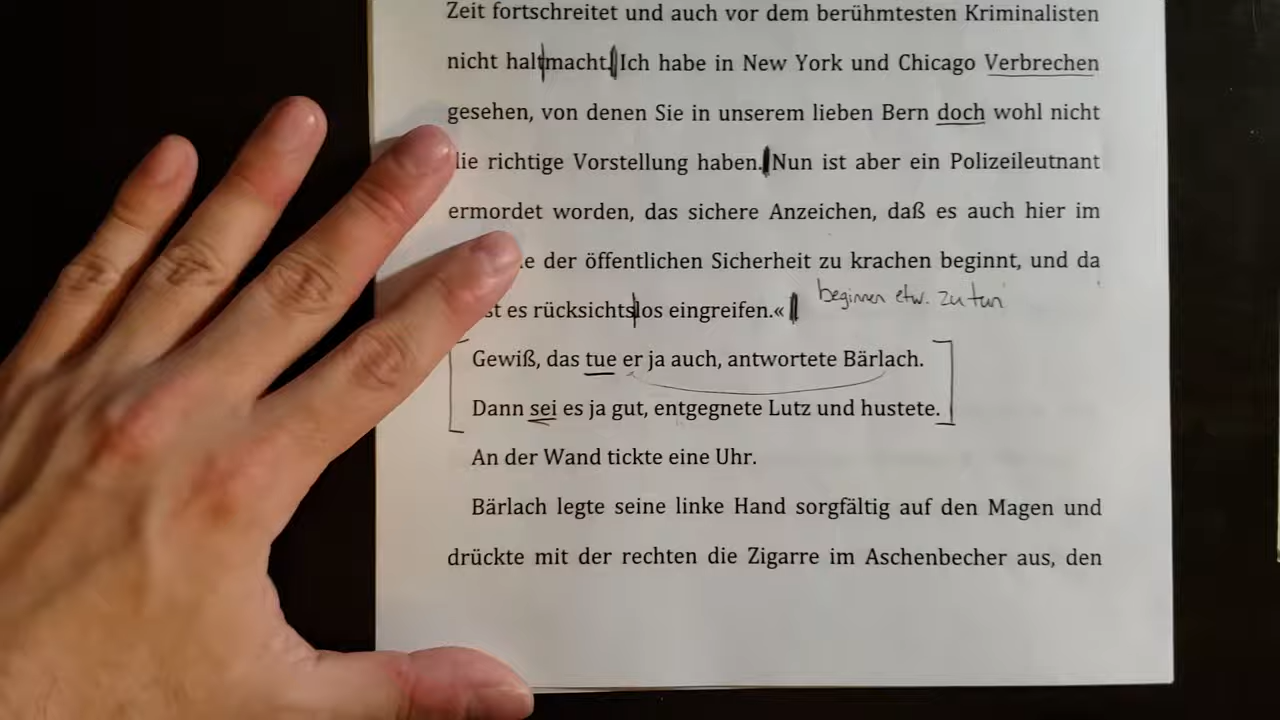 Zeit fortschreitet und auch vor dem berühmtesten Kriminalisten
nicht haltmacht. Ich habe in New York und Chicago Verbrechen
gesehen, von denen Sie in unserem lieben Bern doch wohl nicht
richtige Vorstellung haben. Nun ist aber ein Polizeileutnant
ermordet worden, das sichere Anzeichen, daß es auch hier im
der öffentlichen Sicherheit zu krachen beginnt, und da
es rücksichtslos eingreifen.«
beginnen etw. zu tun
Gewiß, das tue er ja auch, antwortete Bärlach.
Dann sei es ja gut, entgegnete Lutz und hustete.
An der Wand tickte eine Uhr.
Bärlach legte seine linke Hand sorgfältig auf den Magen und
drückte mit der rechten die Zigarre im Aschenbecher aus, den